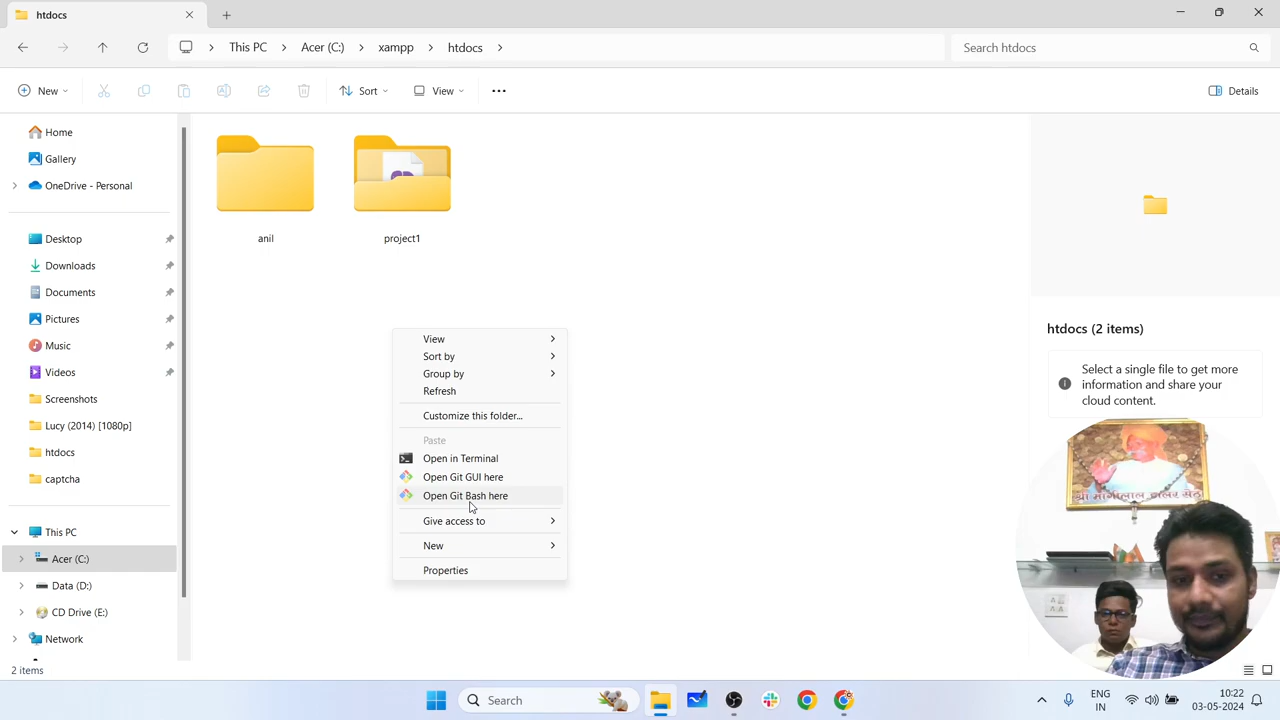 htdocs
This PC
Acer (C:)
xampp
htdocs
Search htdocs
New
Sort
View
Details
Home
Gallery
OneDrive - Personal
Desktop
Downloads
Documents
Pictures
Music
Videos
Screenshots
Lucy (2014) [1080p]
htdocs
captcha
This PC
Acer (C:)
Data (D:)
CD Drive (E:)
Network
anil
project1
View
Sort by
Group by
Refresh
Customize this folder...
Paste
Open in Terminal
Open Git GUI here
Open Git Bash here
Give access to
New
Properties
htdocs (2 items)
Select a single file to get more
information and share your
cloud content.
2 items
Search
ENG
IN
10:22
03-05-2024